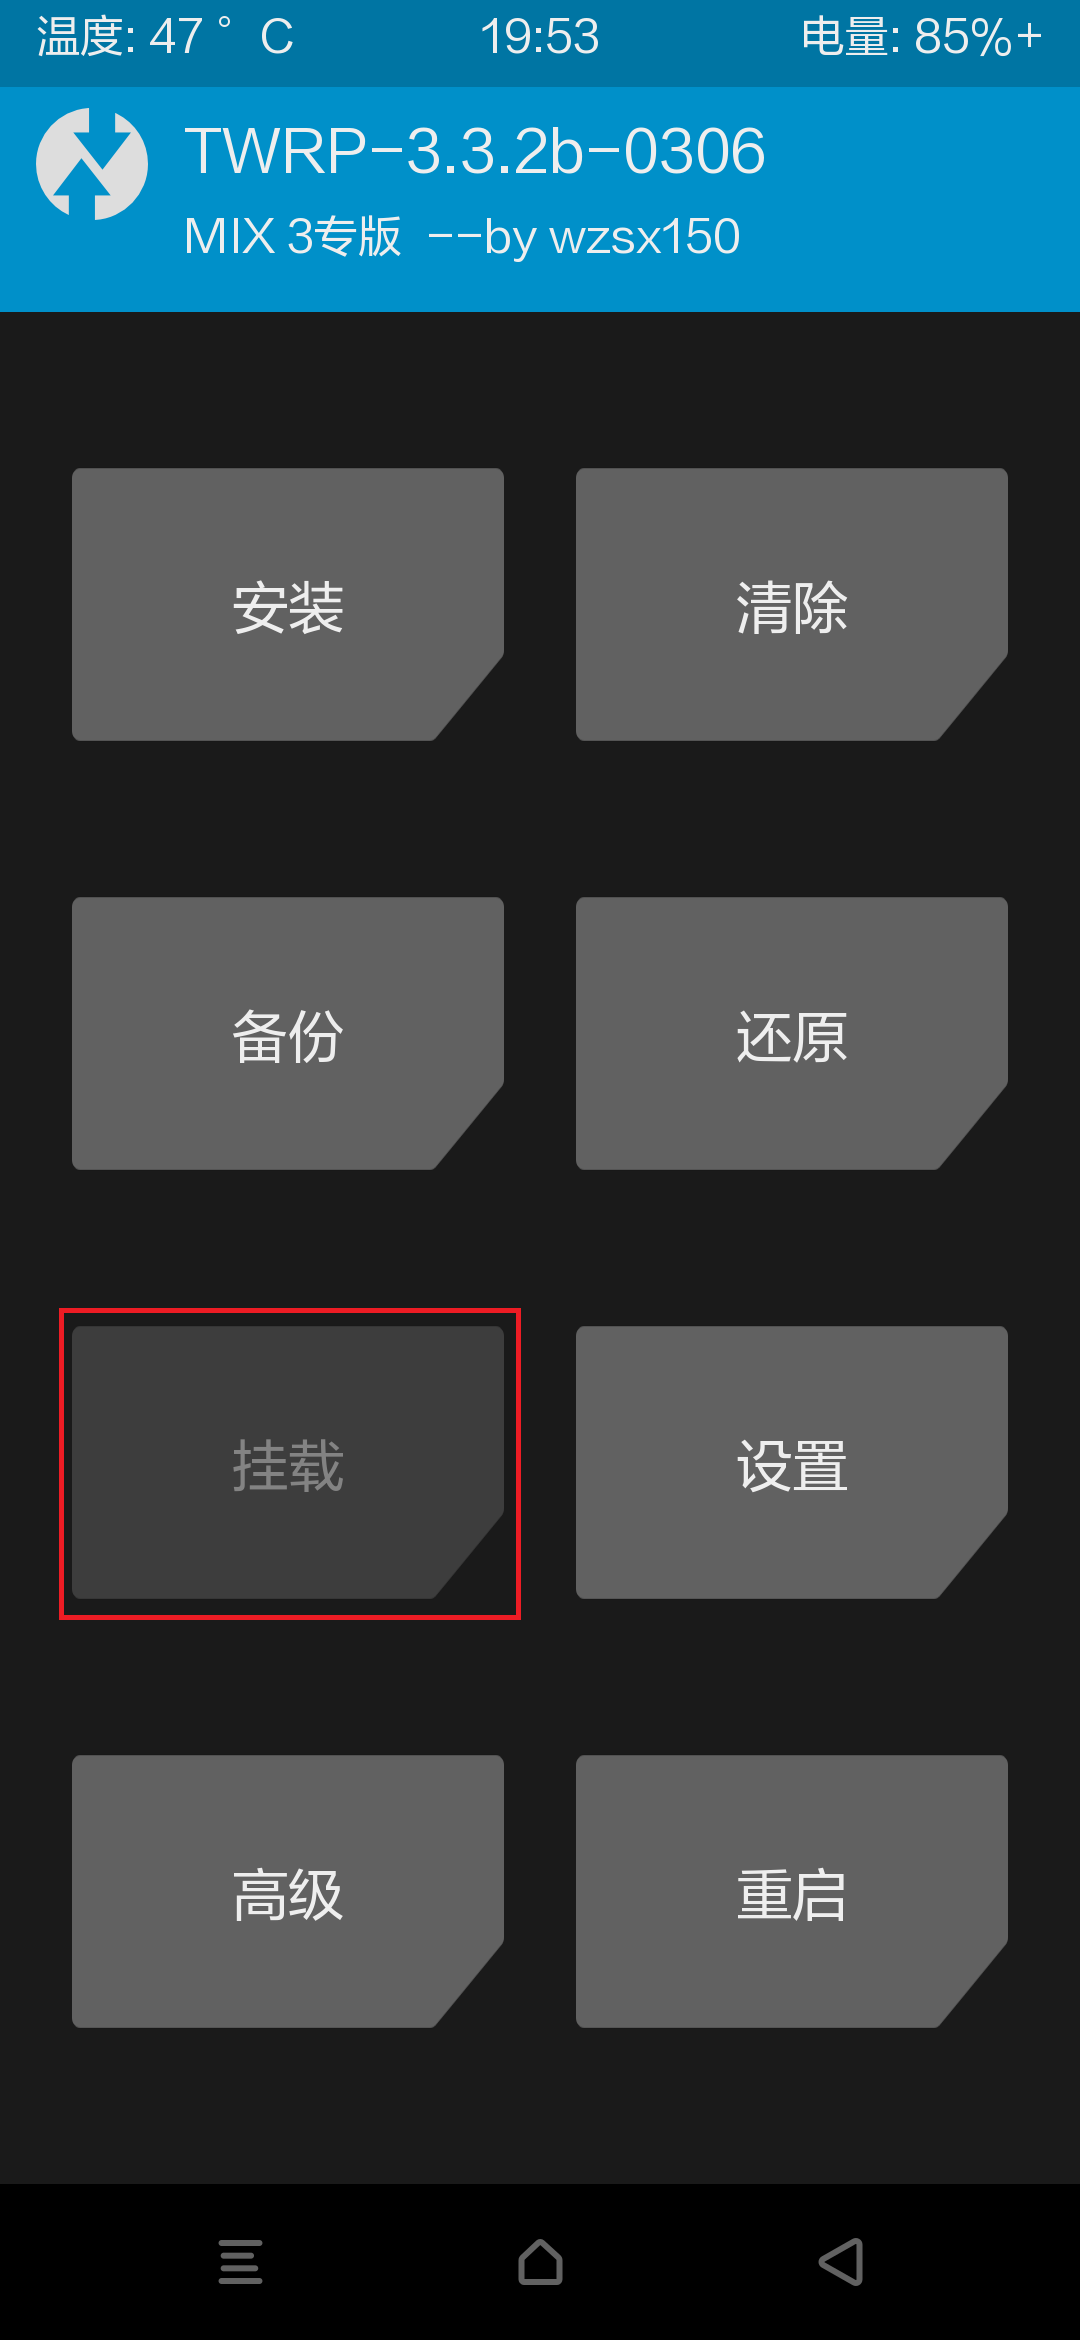 温度: 47 ° C 19:53 电量: 85%+
TWRP-3.3.2b-0306
MIX 3专版 --by wzsx150
安装 清除
备份 还原
挂载 设置
高级 重启